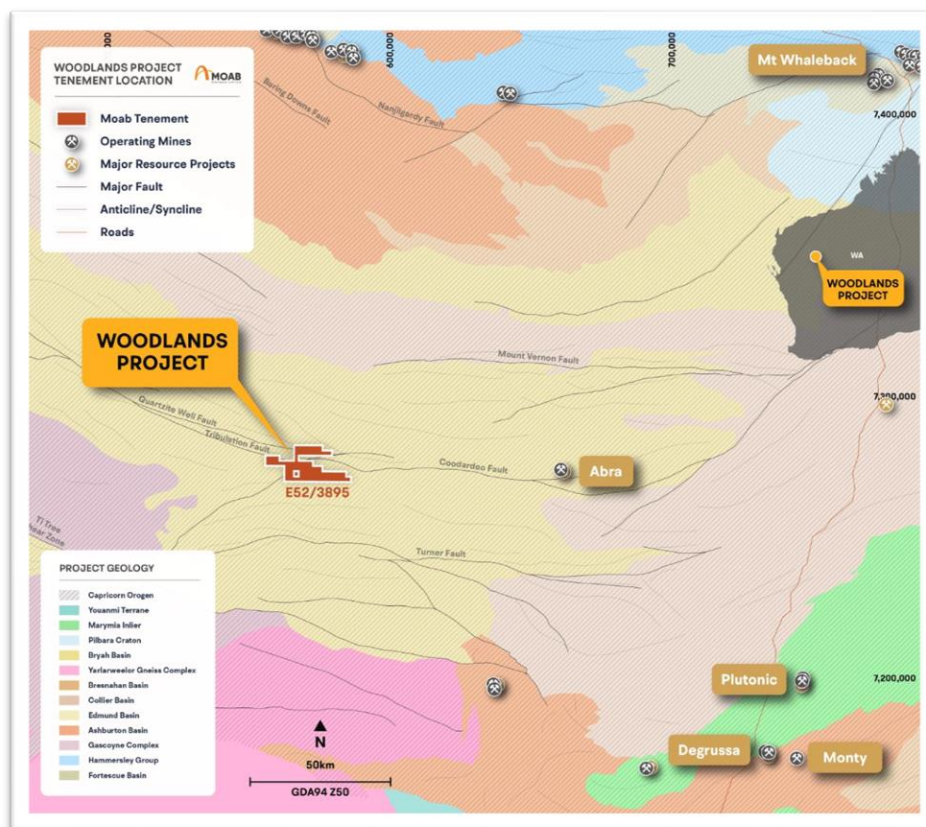 WOODLANDS PROJECT
TENEMENT LOCATION
MOAB
Moab Tenement
Operating Mines
Major Resource Projects
Major Fault
Anticline/Syncline
Roads
600,000
700,000
Mt Whaleback
7,400,000
Baring Downs Fault
Nanjilgardy Fault
WA
WOODLANDS
PROJECT
WOODLANDS
PROJECT
Mount Vernon Fault
Quartzite Well Fault
Tribulation Fault
Coodardoo Fault
Abra
E52/3895
Ti Tree
Turner Fault
PROJECT GEOLOGY
Capricorn Orogen
Youanmi Terrane
Marymia Inlier
Pilbara Craton
Bryah Basin
Yarlarweelor Gneiss Complex
Bresnahan Basin
Collier Basin
Edmund Basin
Ashburton Basin
Gascoyne Complex
Hammersley Group
Fortescue Basin
N
50km
GDA94 Z50
Plutonic
7,200,000
Degrussa
Monty